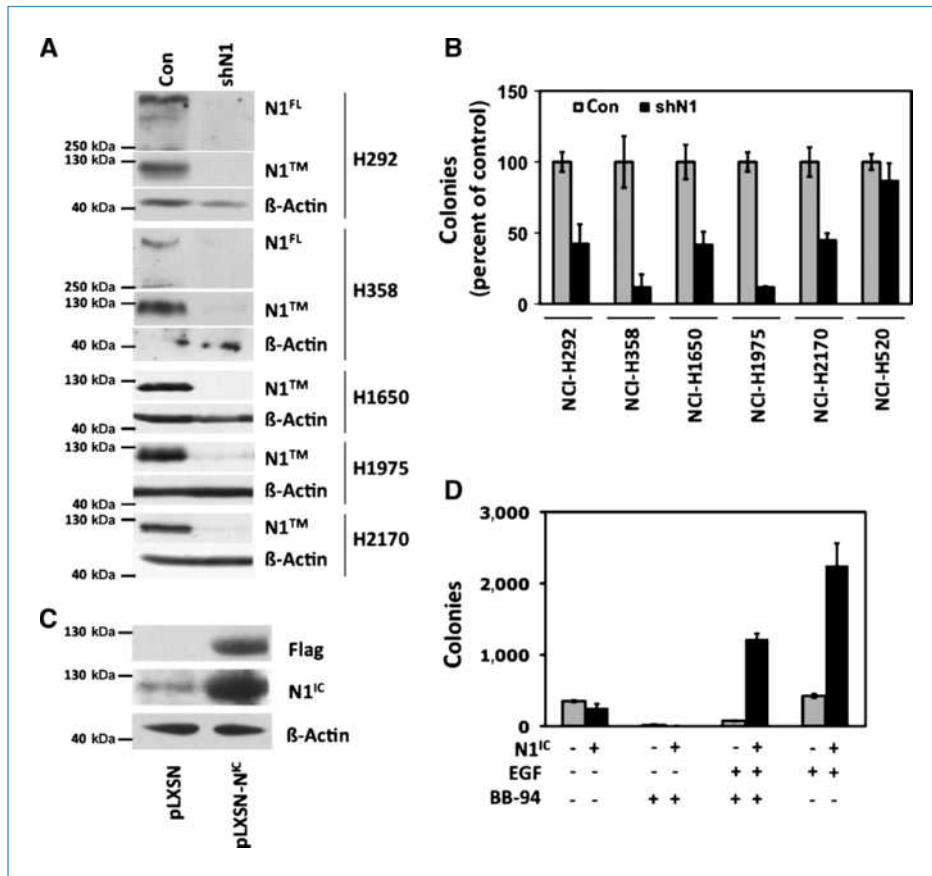 A
Con
shN1
N1FL
250 kDa
130 kDa
N1TM
40 kDa
ß-Actin
H292
N1FL
250 kDa
130 kDa
N1TM
40 kDa
ß-Actin
H358
130 kDa
N1TM
ß-Actin
40 kDa
H1650
130 kDa
N1TM
ß-Actin
40 kDa
H1975
130 kDa
N1TM
ß-Actin
40 kDa
H2170
B
Colonies
(percent of control)
150
100
50
0
Con
shN1
NCI-H292
NCI-H358
NCI-H1650
NCI-H1975
NCI-H2170
NCI-H520
C
130 kDa
Flag
130 kDa
N1IC
40 kDa
ß-Actin
pLXSN
pLXSN-NIC
D
Colonies
3,000
2,000
1,000
0
N1IC - + - + - + - +
EGF - - - - + + + +
BB-94 - - + + + + - -